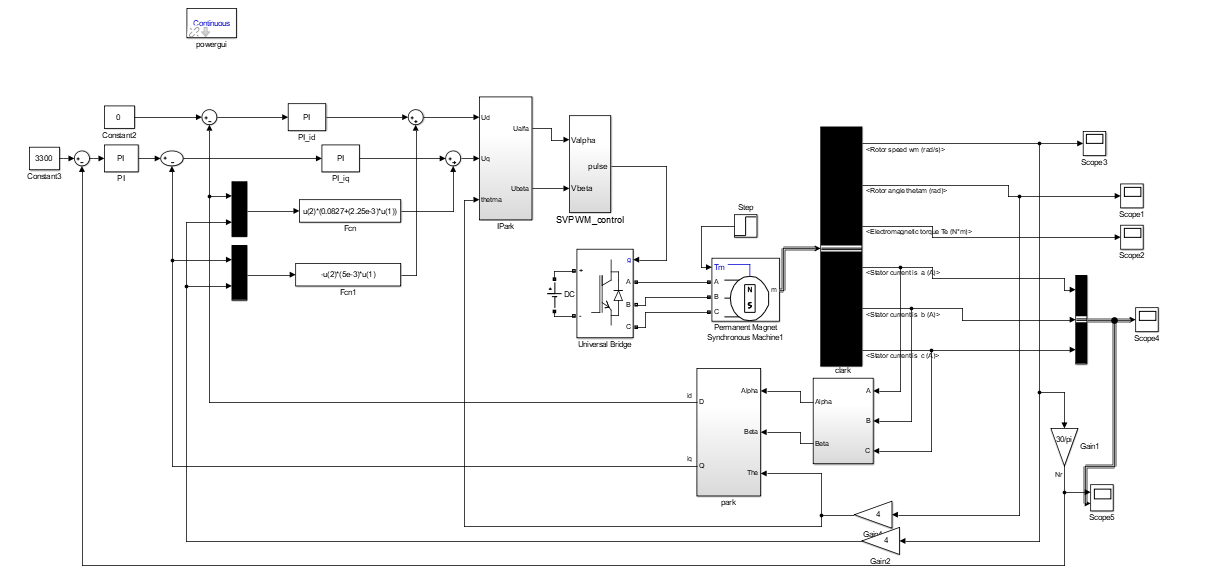 Continuous
powergui
0
Constant2
3300
Constant3
PI
PI
PI
PI_id
PI
PI_iq
Ud
Uq
thetma
Ualfa
Ubeta
IPark
Valpha
Vbeta
pulse
SVPWM_control
u(2)*(0.0827+(2.25e-3)*u(1))
Fcn
-u(2)*(5e-3)*u(1)
Fcn1
Step
+
-
DC
g
A
B
C
Universal Bridge
Tm
A
B
C
N
S
m
Permanent Magnet
Synchronous Machine1
<Rotor speed wm (rad/s)>
<Rotor angle thetam (rad)>
<Electromagnetic torque Te (N*m)>
<Stator current is_a (A)>
<Stator current is_b (A)>
<Stator current is_c (A)>
Scope3
Scope1
Scope2
Scope4
clark
A
B
C
Alpha
Beta
Alpha
Beta
The
D
Q
id
iq
park
30/pi
Gain1
Nr
Scope5
4
4
Gain2